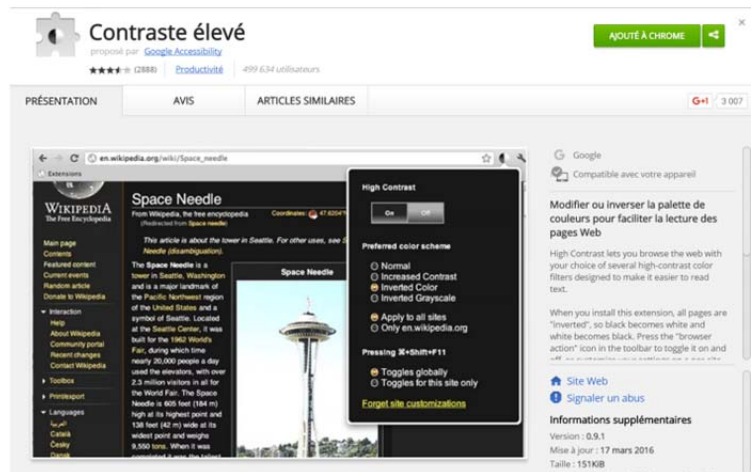 Contraste élevé
proposé par Google Accessibility
(2888) Productivité 499 634 utilisateurs
AJOUTÉ À CHROME
PRÉSENTATION AVIS ARTICLES SIMILAIRES
G+1 3 007
en.wikipedia.org/wiki/Space_needle
Extensions
WIKIPEDIA
The Free Encyclopedia
Main page
Contents
Featured content
Current events
Random article
Donate to Wikipedia
Interaction
Help
About Wikipedia
Community portal
Recent changes
Contact Wikipedia
Toolbox
Print/export
Languages
العربية
Català
Česky
Dansk
Space Needle
From Wikipedia, the free encyclopedia Coordinates: 47.6204°
(Redirected from Space needle)
This article is about the tower in Seattle. For other uses, see S
Needle (disambiguation).
The Space Needle is a
tower in Seattle, Washington
and is a major landmark of
the Pacific Northwest region
of the United States and a
symbol of Seattle. Located
at the Seattle Center, it was
built for the 1962 World's
Fair, during which time
nearly 20,000 people a day
used the elevators, with over
2.3 million visitors in all for
the World Fair. The Space
Needle is 605 feet (184 m)
high at its highest point and
138 feet (42 m) wide at its
widest point and weighs
9,550 tons. When it was
completed it was the tallest
Space Needle
High Contrast
On Off
Preferred color scheme
Normal
Increased Contrast
Inverted Color
Inverted Grayscale
Apply to all sites
Only en.wikipedia.org
Pressing ⌘+Shift+F11
Toggles globally
Toggles for this site only
Forget site customizations
Google
Compatible avec votre appareil
Modifier ou inverser la palette de
couleurs pour faciliter la lecture des
pages Web
High Contrast lets you browse the web with
your choice of several high-contrast color
filters designed to make it easier to read
text.
When you install this extension, all pages are
"inverted", so black becomes white and
white becomes black. Press the "browser
action" icon in the toolbar to toggle it on and
Site Web
Signaler un abus
Informations supplémentaires
Version : 0.9.1
Mise à jour : 17 mars 2016
Taille : 151KiB